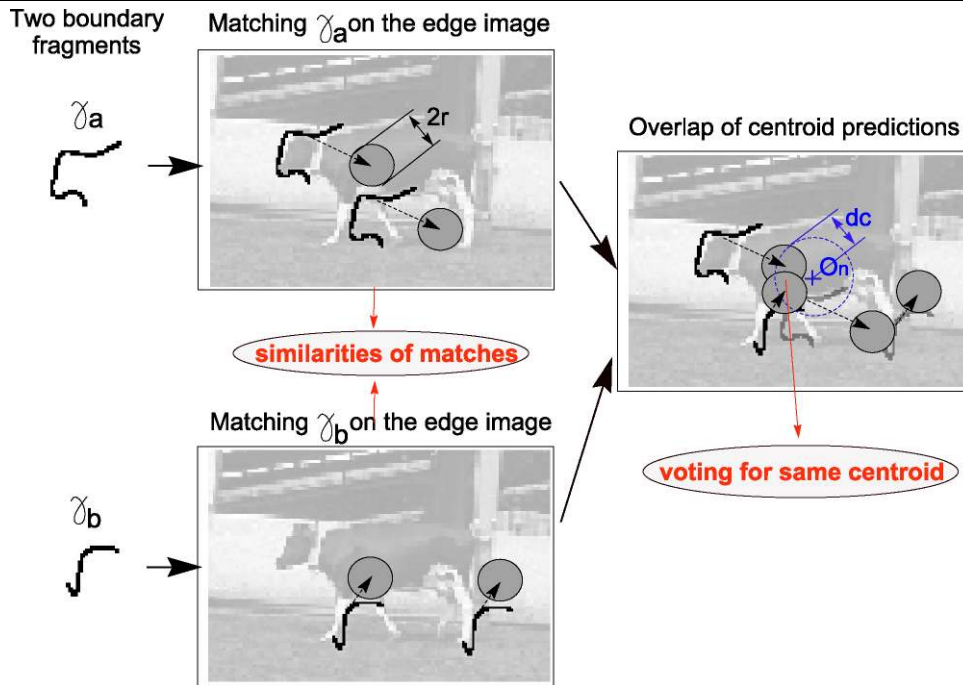 Two boundary
fragments
γa
Matching γa on the edge image
2r
similarities of matches
Matching γb on the edge image
γb
Overlap of centroid predictions
dc
On
voting for same centroid